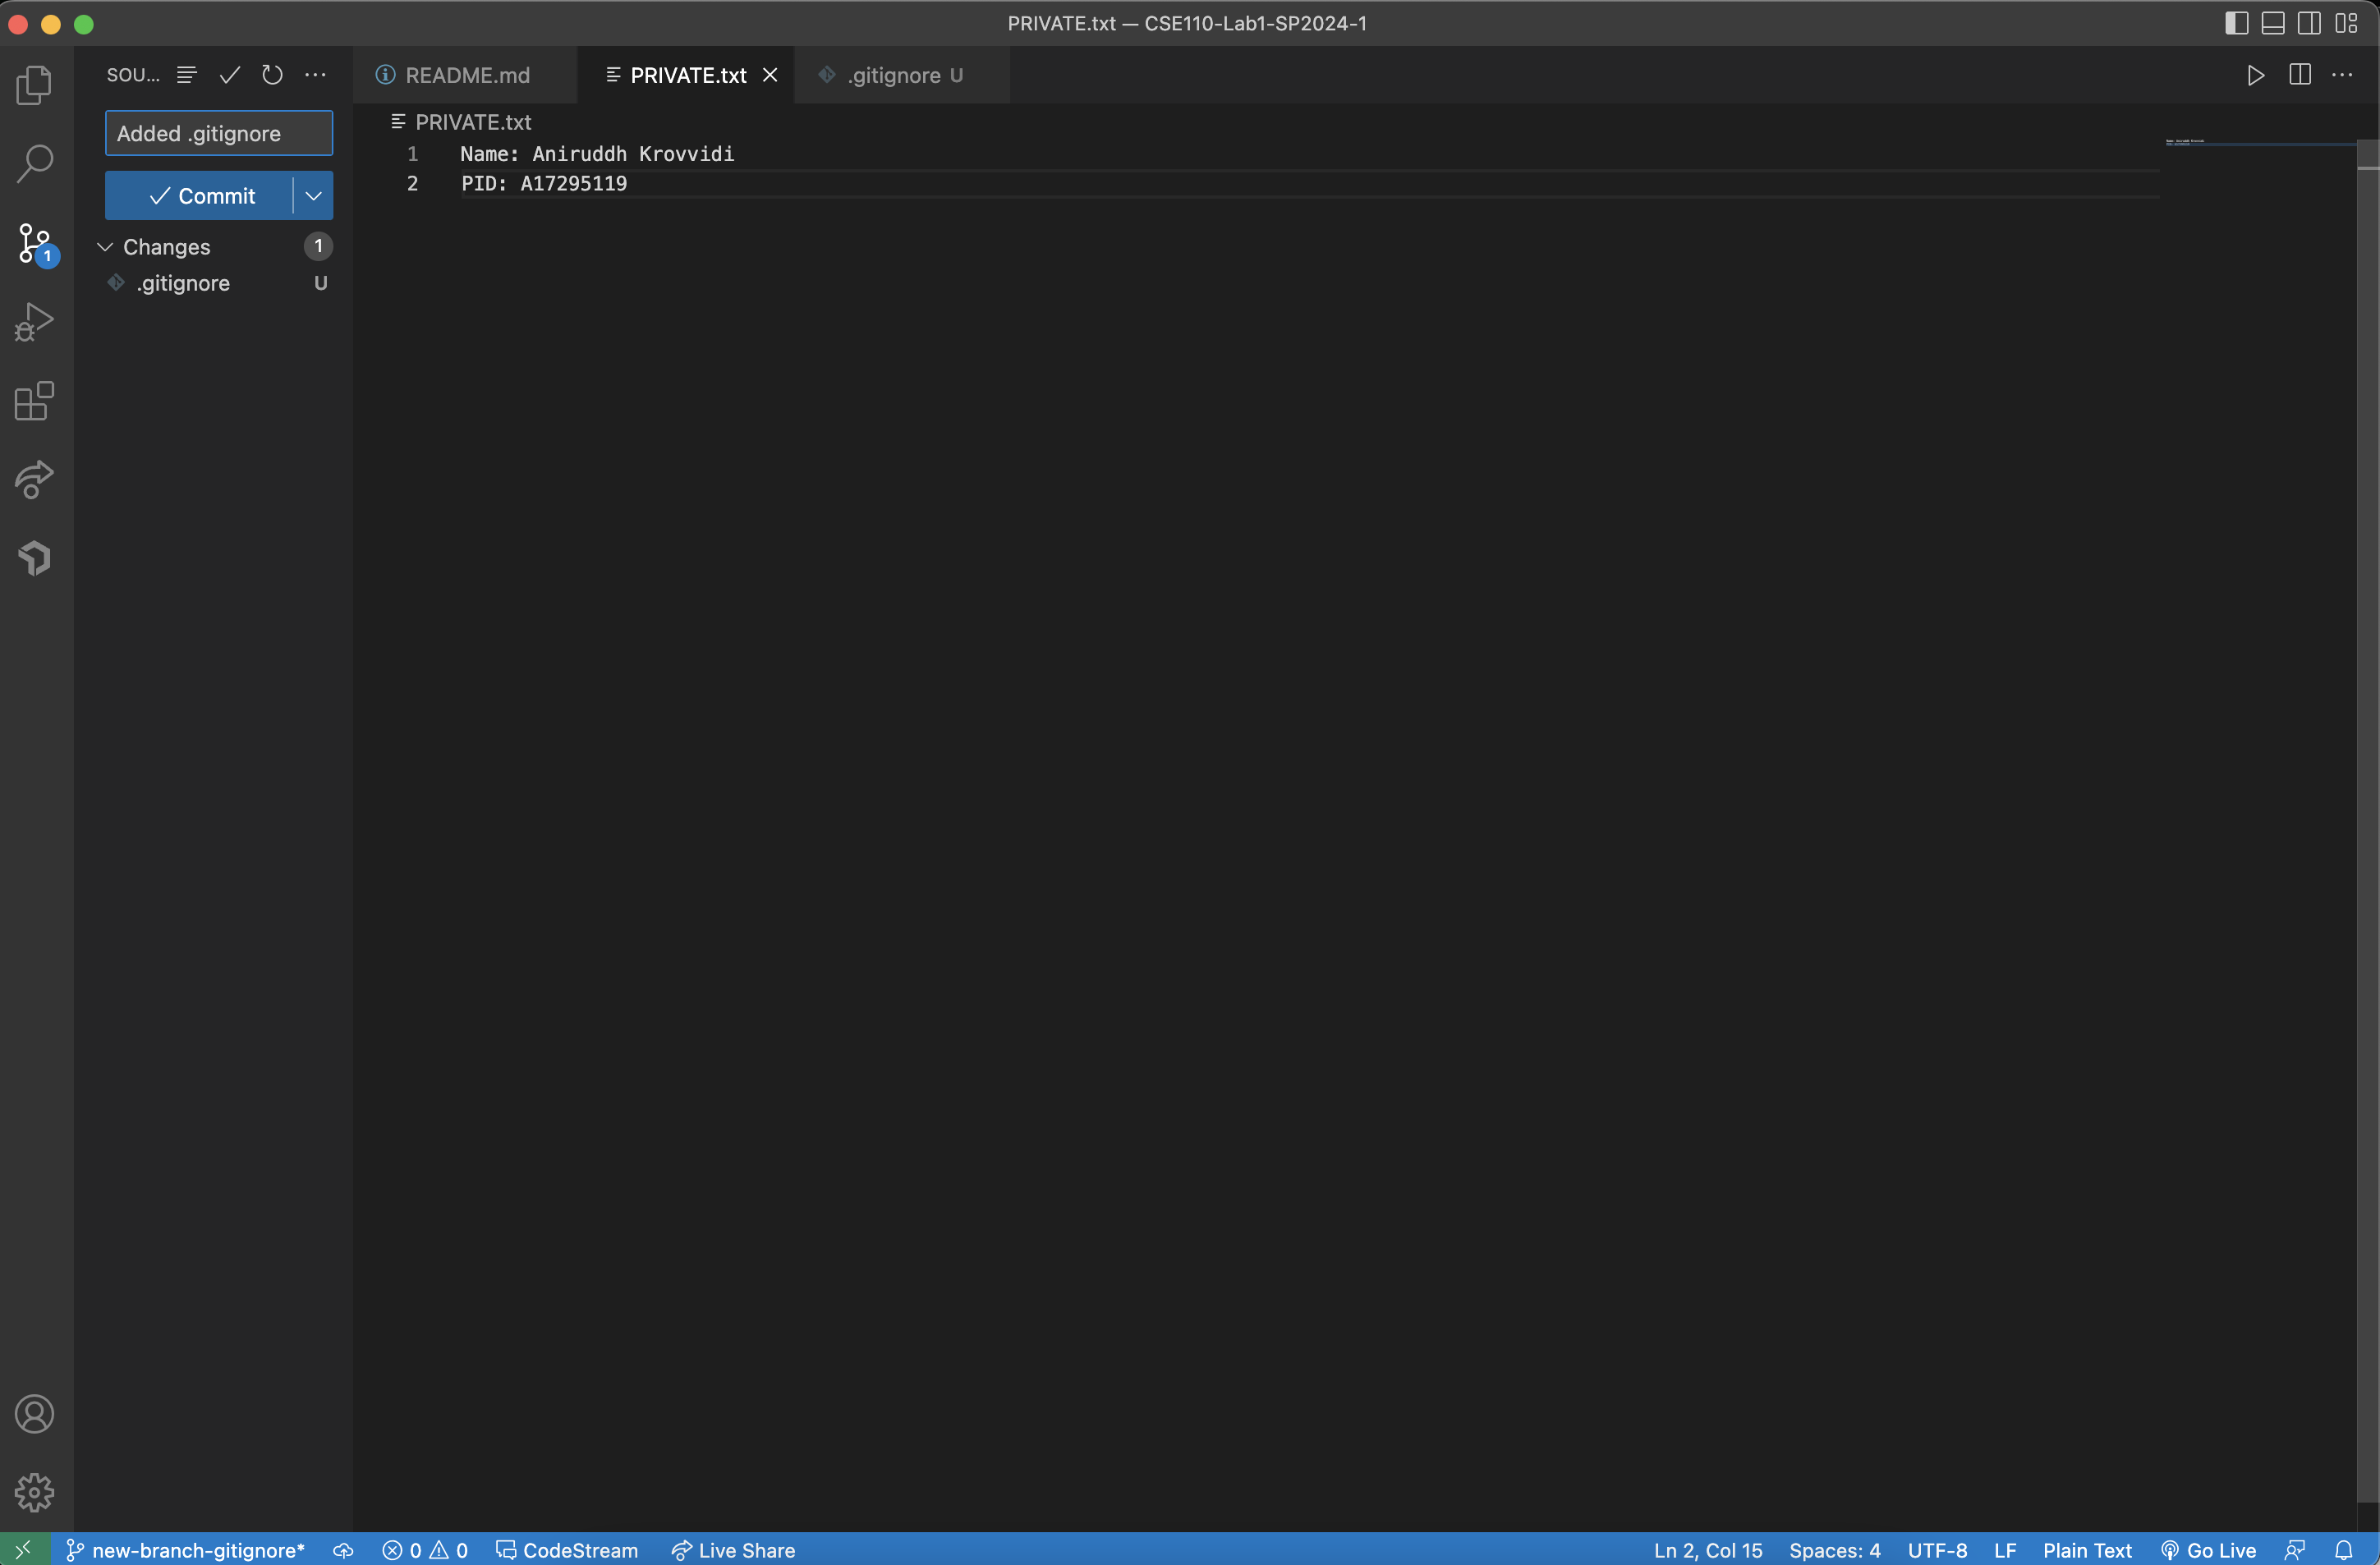 PRIVATE.txt — CSE110-Lab1-SP2024-1
SOU...
README.md
PRIVATE.txt
.gitignore U
Added .gitignore
PRIVATE.txt
1 Name: Aniruddh Krovvidi
2 PID: A17295119
Commit
Changes 1
.gitignore U
1
new-branch-gitignore*
0 0
CodeStream
Live Share
Ln 2, Col 15
Spaces: 4
UTF-8
LF
Plain Text
Go Live